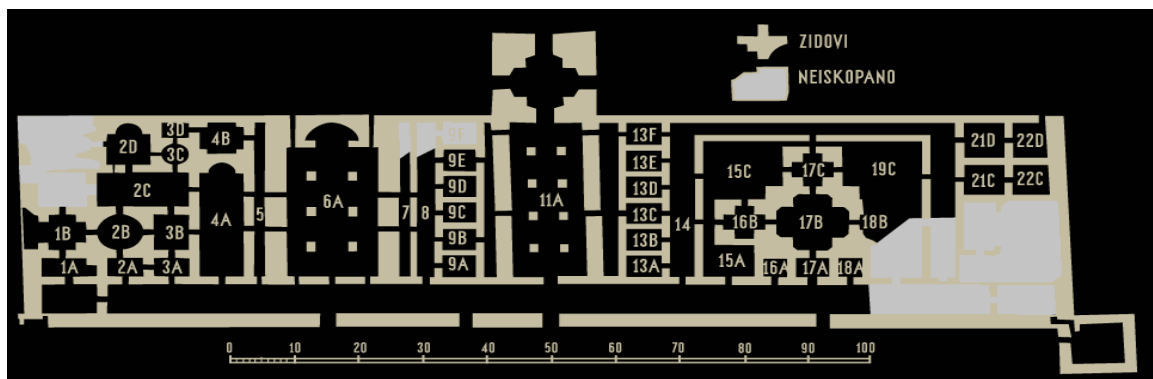 ZIDOVI
NEISKOPANO
3D
4B
13F
21D
22D
9F
2D
3C
9E
13E
17C
15C
19C
2C
9D
13D
21C
22C
4A
5
6A
7
8
9C
11A
13C
14
16B
17B
18B
1B
2B
3B
9B
13B
1A
2A
3A
9A
13A
15A
16A
17A
18A
0 10 20 30 40 50 60 70 80 90 100